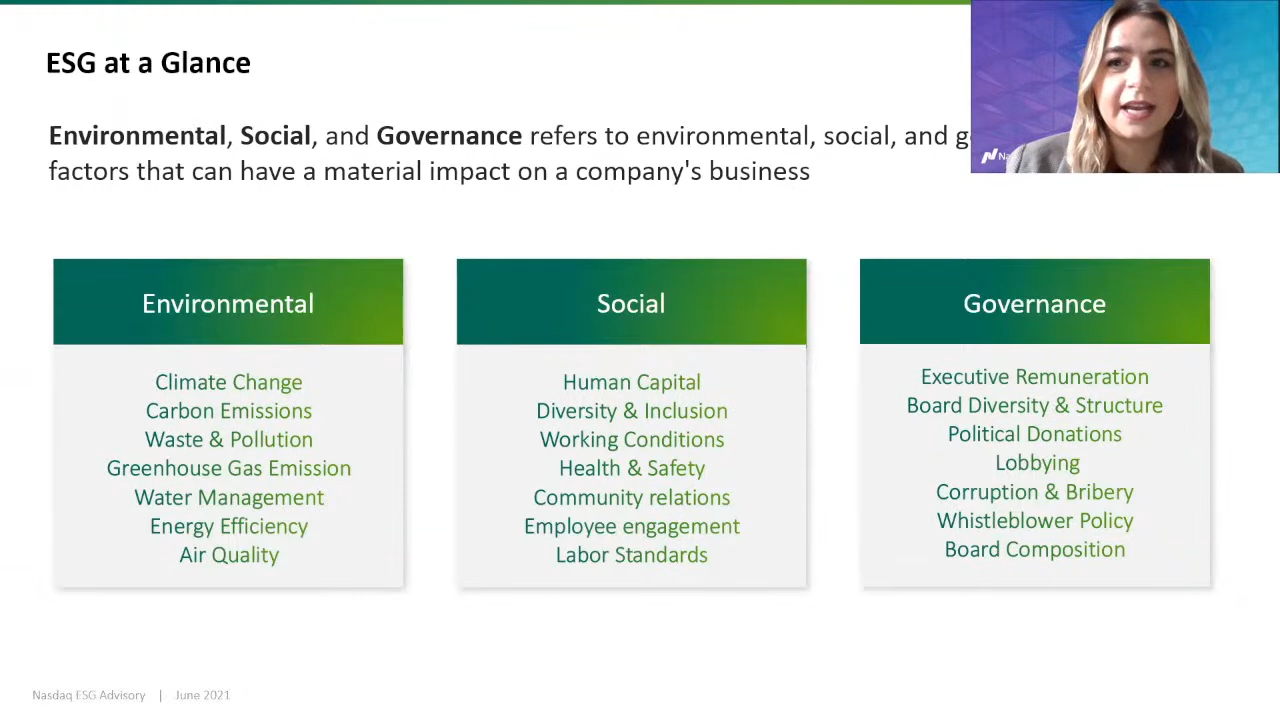 ESG at a Glance
Environmental, Social, and Governance refers to environmental, social, and
factors that can have a material impact on a company's business
Environmental
Climate Change
Carbon Emissions
Waste & Pollution
Greenhouse Gas Emission
Water Management
Energy Efficiency
Air Quality
Social
Human Capital
Diversity & Inclusion
Working Conditions
Health & Safety
Community relations
Employee engagement
Labor Standards
Governance
Executive Remuneration
Board Diversity & Structure
Political Donations
Lobbying
Corruption & Bribery
Whistleblower Policy
Board Composition
Nasdaq ESG Advisory | June 2021